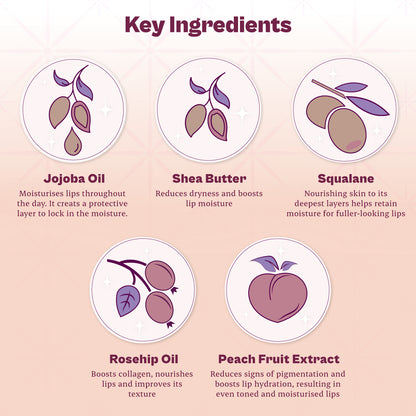 Key Ingredients
Jojoba Oil
Moisturises lips throughout
the day. It creats a protective
layer to lock in the moisture.
Shea Butter
Reduces dryness and boosts
lip moisture
Squalane
Nourishing skin to its
deepest layers helps retain
moisture for fuller-looking lips
Rosehip Oil
Boosts collagen, nourishes
lips and improves its
texture
Peach Fruit Extract
Reduces signs of pigmentation and
boosts lip hydration, resulting in
even toned and moisturised lips